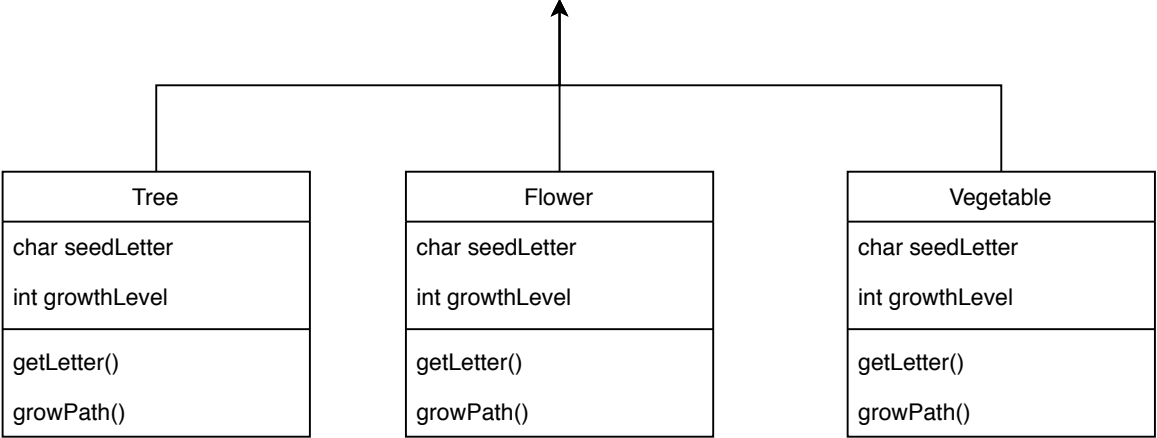 Tree
char seedLetter
int growthLevel
getLetter()
growPath()
Flower
char seedLetter
int growthLevel
getLetter()
growPath()
Vegetable
char seedLetter
int growthLevel
getLetter()
growPath()